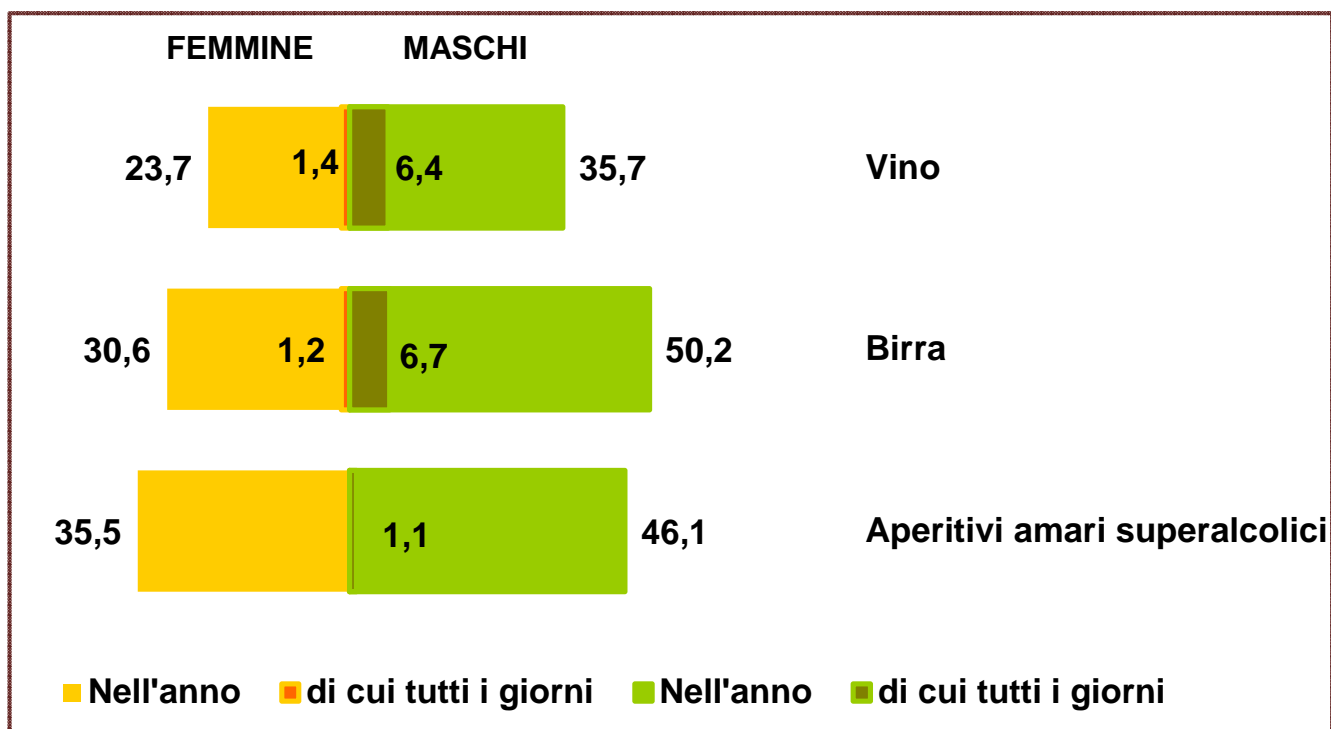 FEMMINE MASCHI
23,7 1,4 6,4 35,7 Vino
30,6 1,2 6,7 50,2 Birra
35,5 1,1 46,1 Aperitivi amari superalcolici
Nell'anno di cui tutti i giorni Nell'anno di cui tutti i giorni